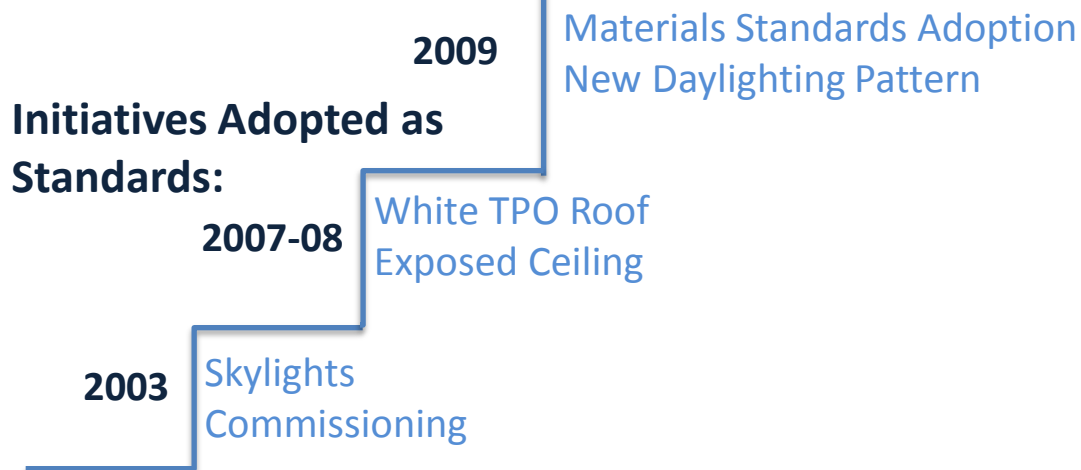 2009
Materials Standards Adoption
New Daylighting Pattern
Initiatives Adopted as
Standards:
2007-08
White TPO Roof
Exposed Ceiling
2003
Skylights
Commissioning